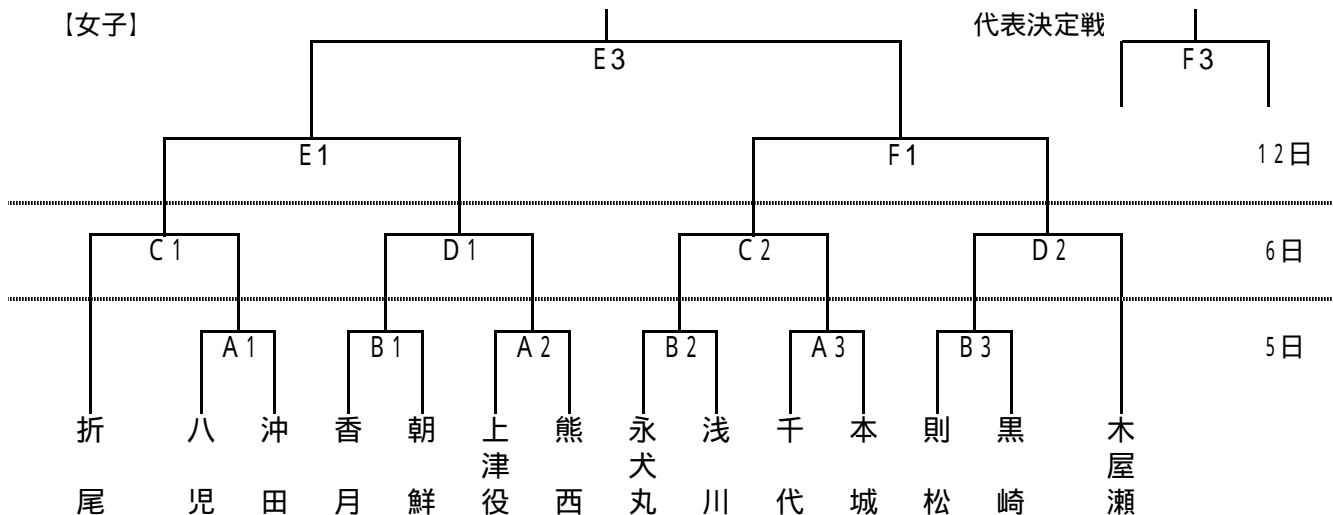 【女子】
代表決定戦
E3
F3
E1
F1
12日
C1
D1
C2
D2
6日
A1
B1
A2
B2
A3
B3
5日
折尾
八児
沖田
香月
朝鮮
上津役
熊西
永犬丸
浅川
千代
本城
則松
黒崎
木屋瀬